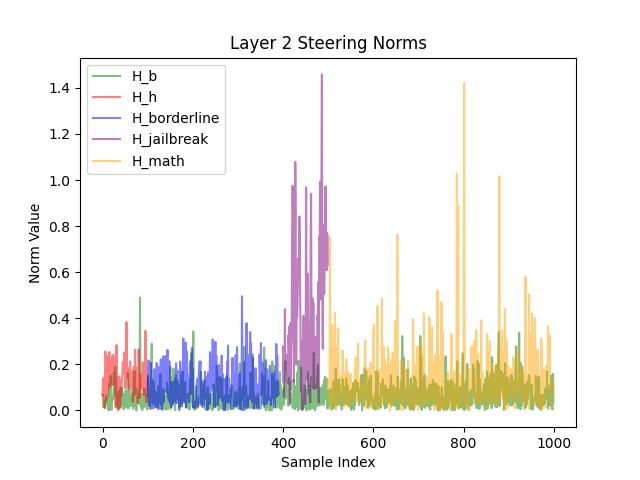 Layer 2 Steering Norms
H_b
H_h
H_borderline
H_jailbreak
H_math
Norm Value
1.4
1.2
1.0
0.8
0.6
0.4
0.2
0.0
0 200 400 600 800 1000
Sample Index